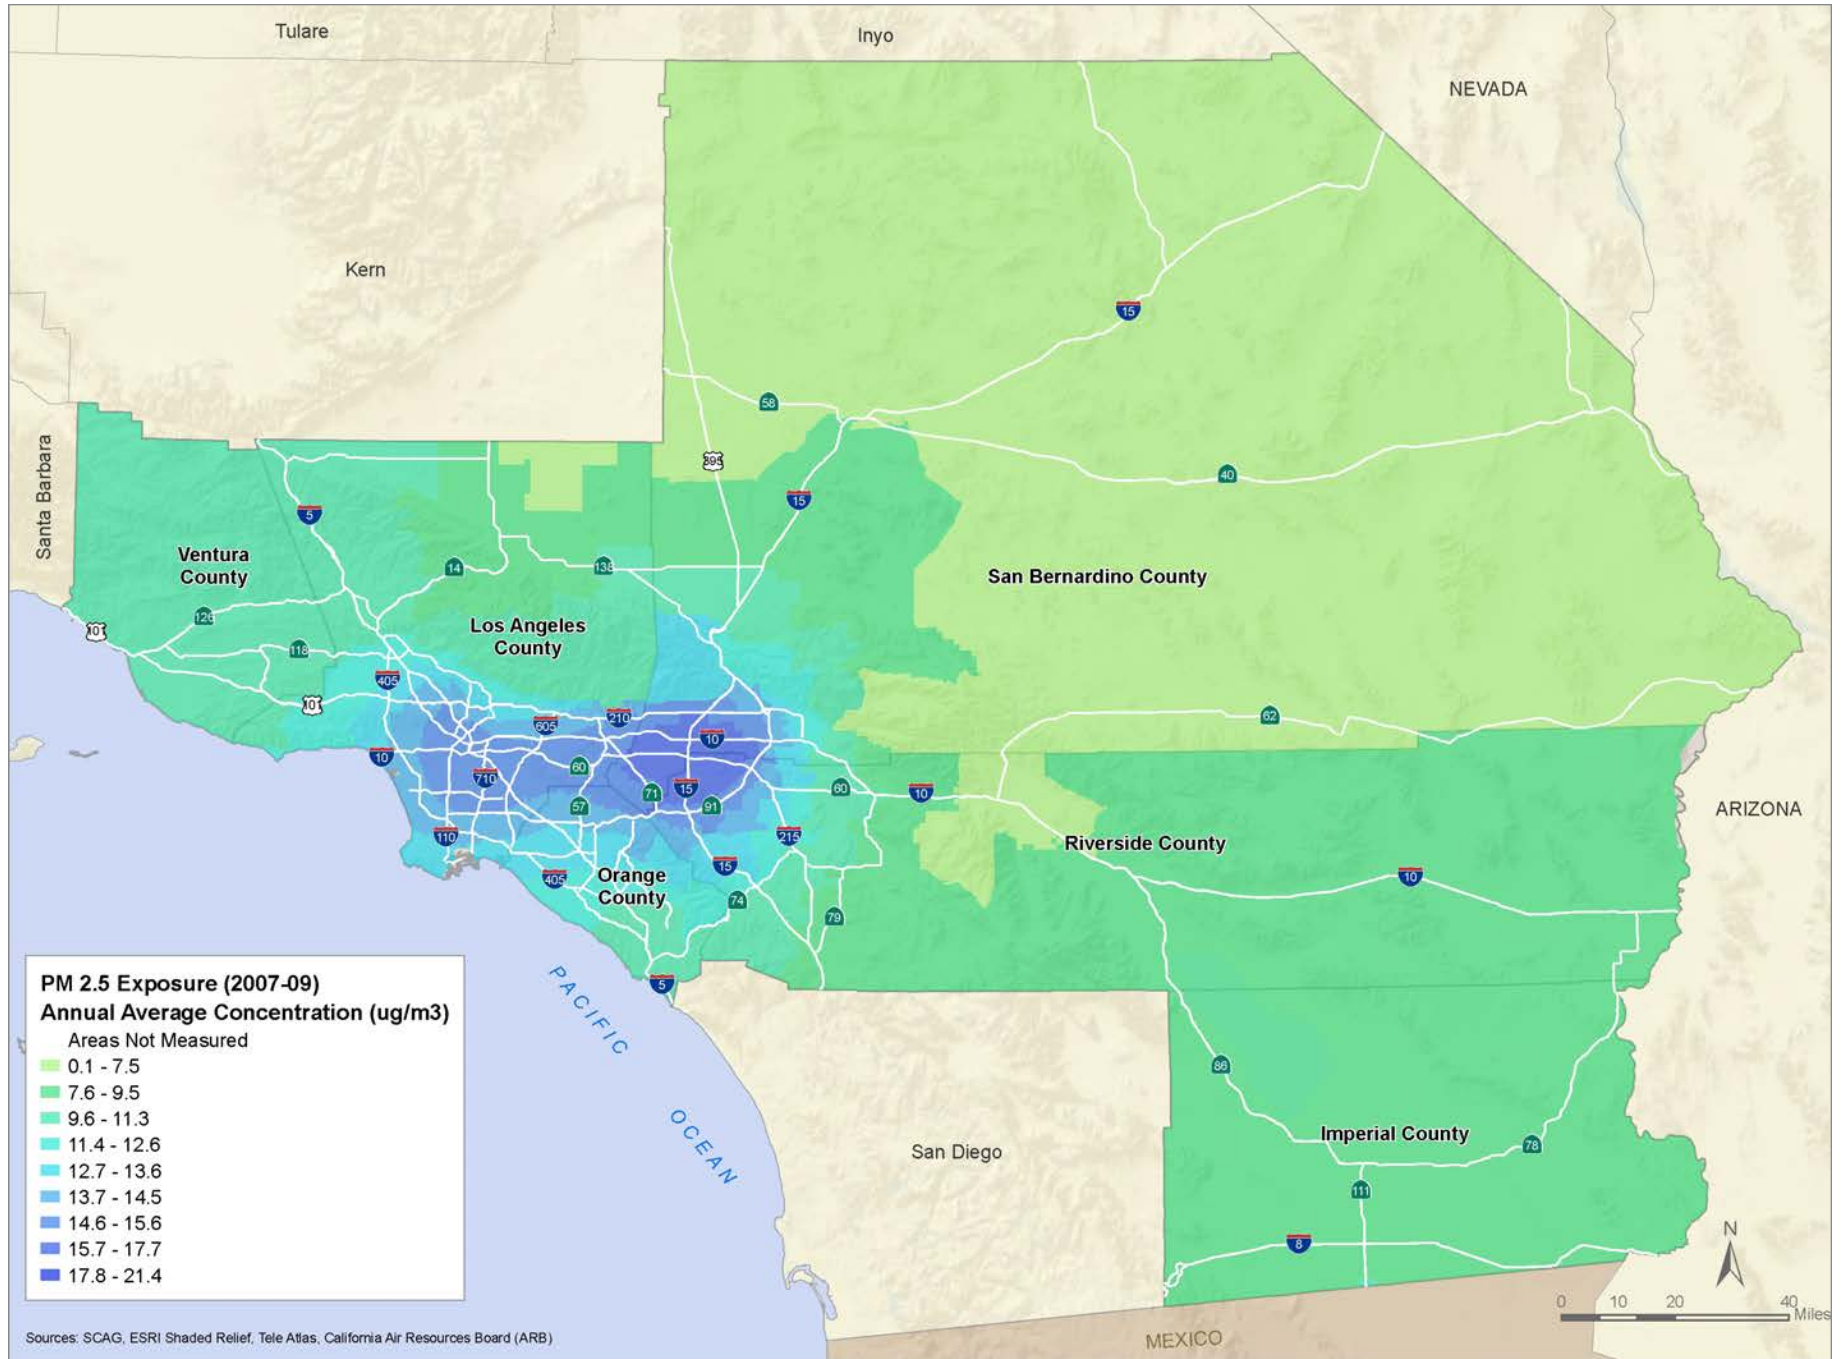 Tulare
Inyo
NEVADA
Kern
15
58
Santa Barbara
395
40
15
5
Ventura
County
14
138
San Bernardino County
126
101
Los Angeles
County
118
405
101
210
62
605
10
10
60
710
15
71
60
10
57
91
ARIZONA
110
215
Riverside County
15
10
405
Orange
County
74
79
5
PACIFIC
OCEAN
PM 2.5 Exposure (2007-09)
Annual Average Concentration (ug/m3)
Areas Not Measured
0.1 - 7.5
7.6 - 9.5
9.6 - 11.3
11.4 - 12.6
12.7 - 13.6
13.7 - 14.5
14.6 - 15.6
15.7 - 17.7
17.8 - 21.4
86
Imperial County
78
San Diego
111
8
N
0 10 20 40
Miles
MEXICO
Sources: SCAG, ESRI Shaded Relief, Tele Atlas, California Air Resources Board (ARB)